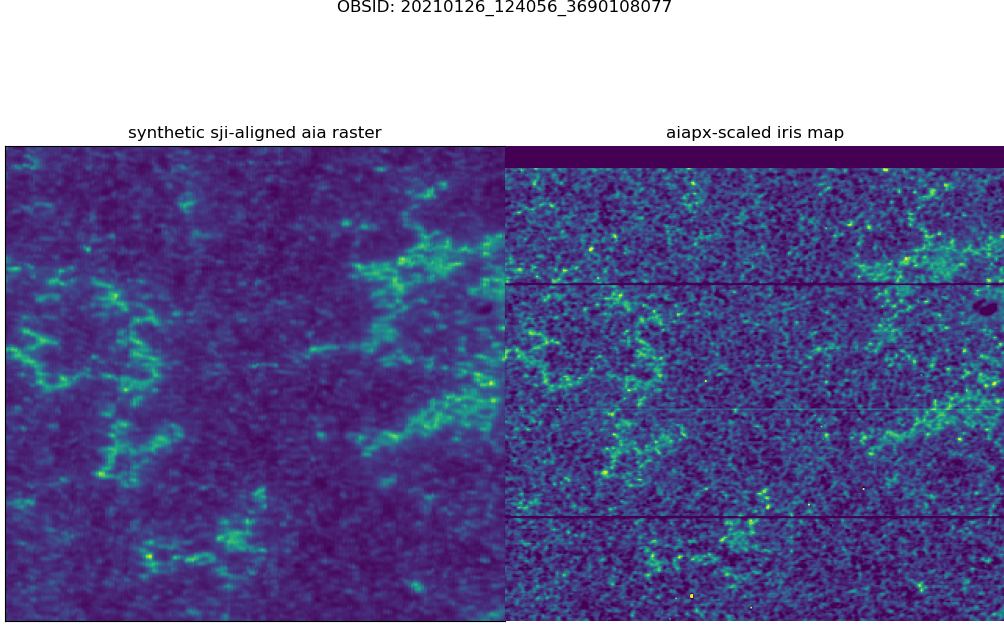 OBSID: 20210126_124056_3690108077
synthetic sji-aligned aia raster
aiapx-scaled iris map